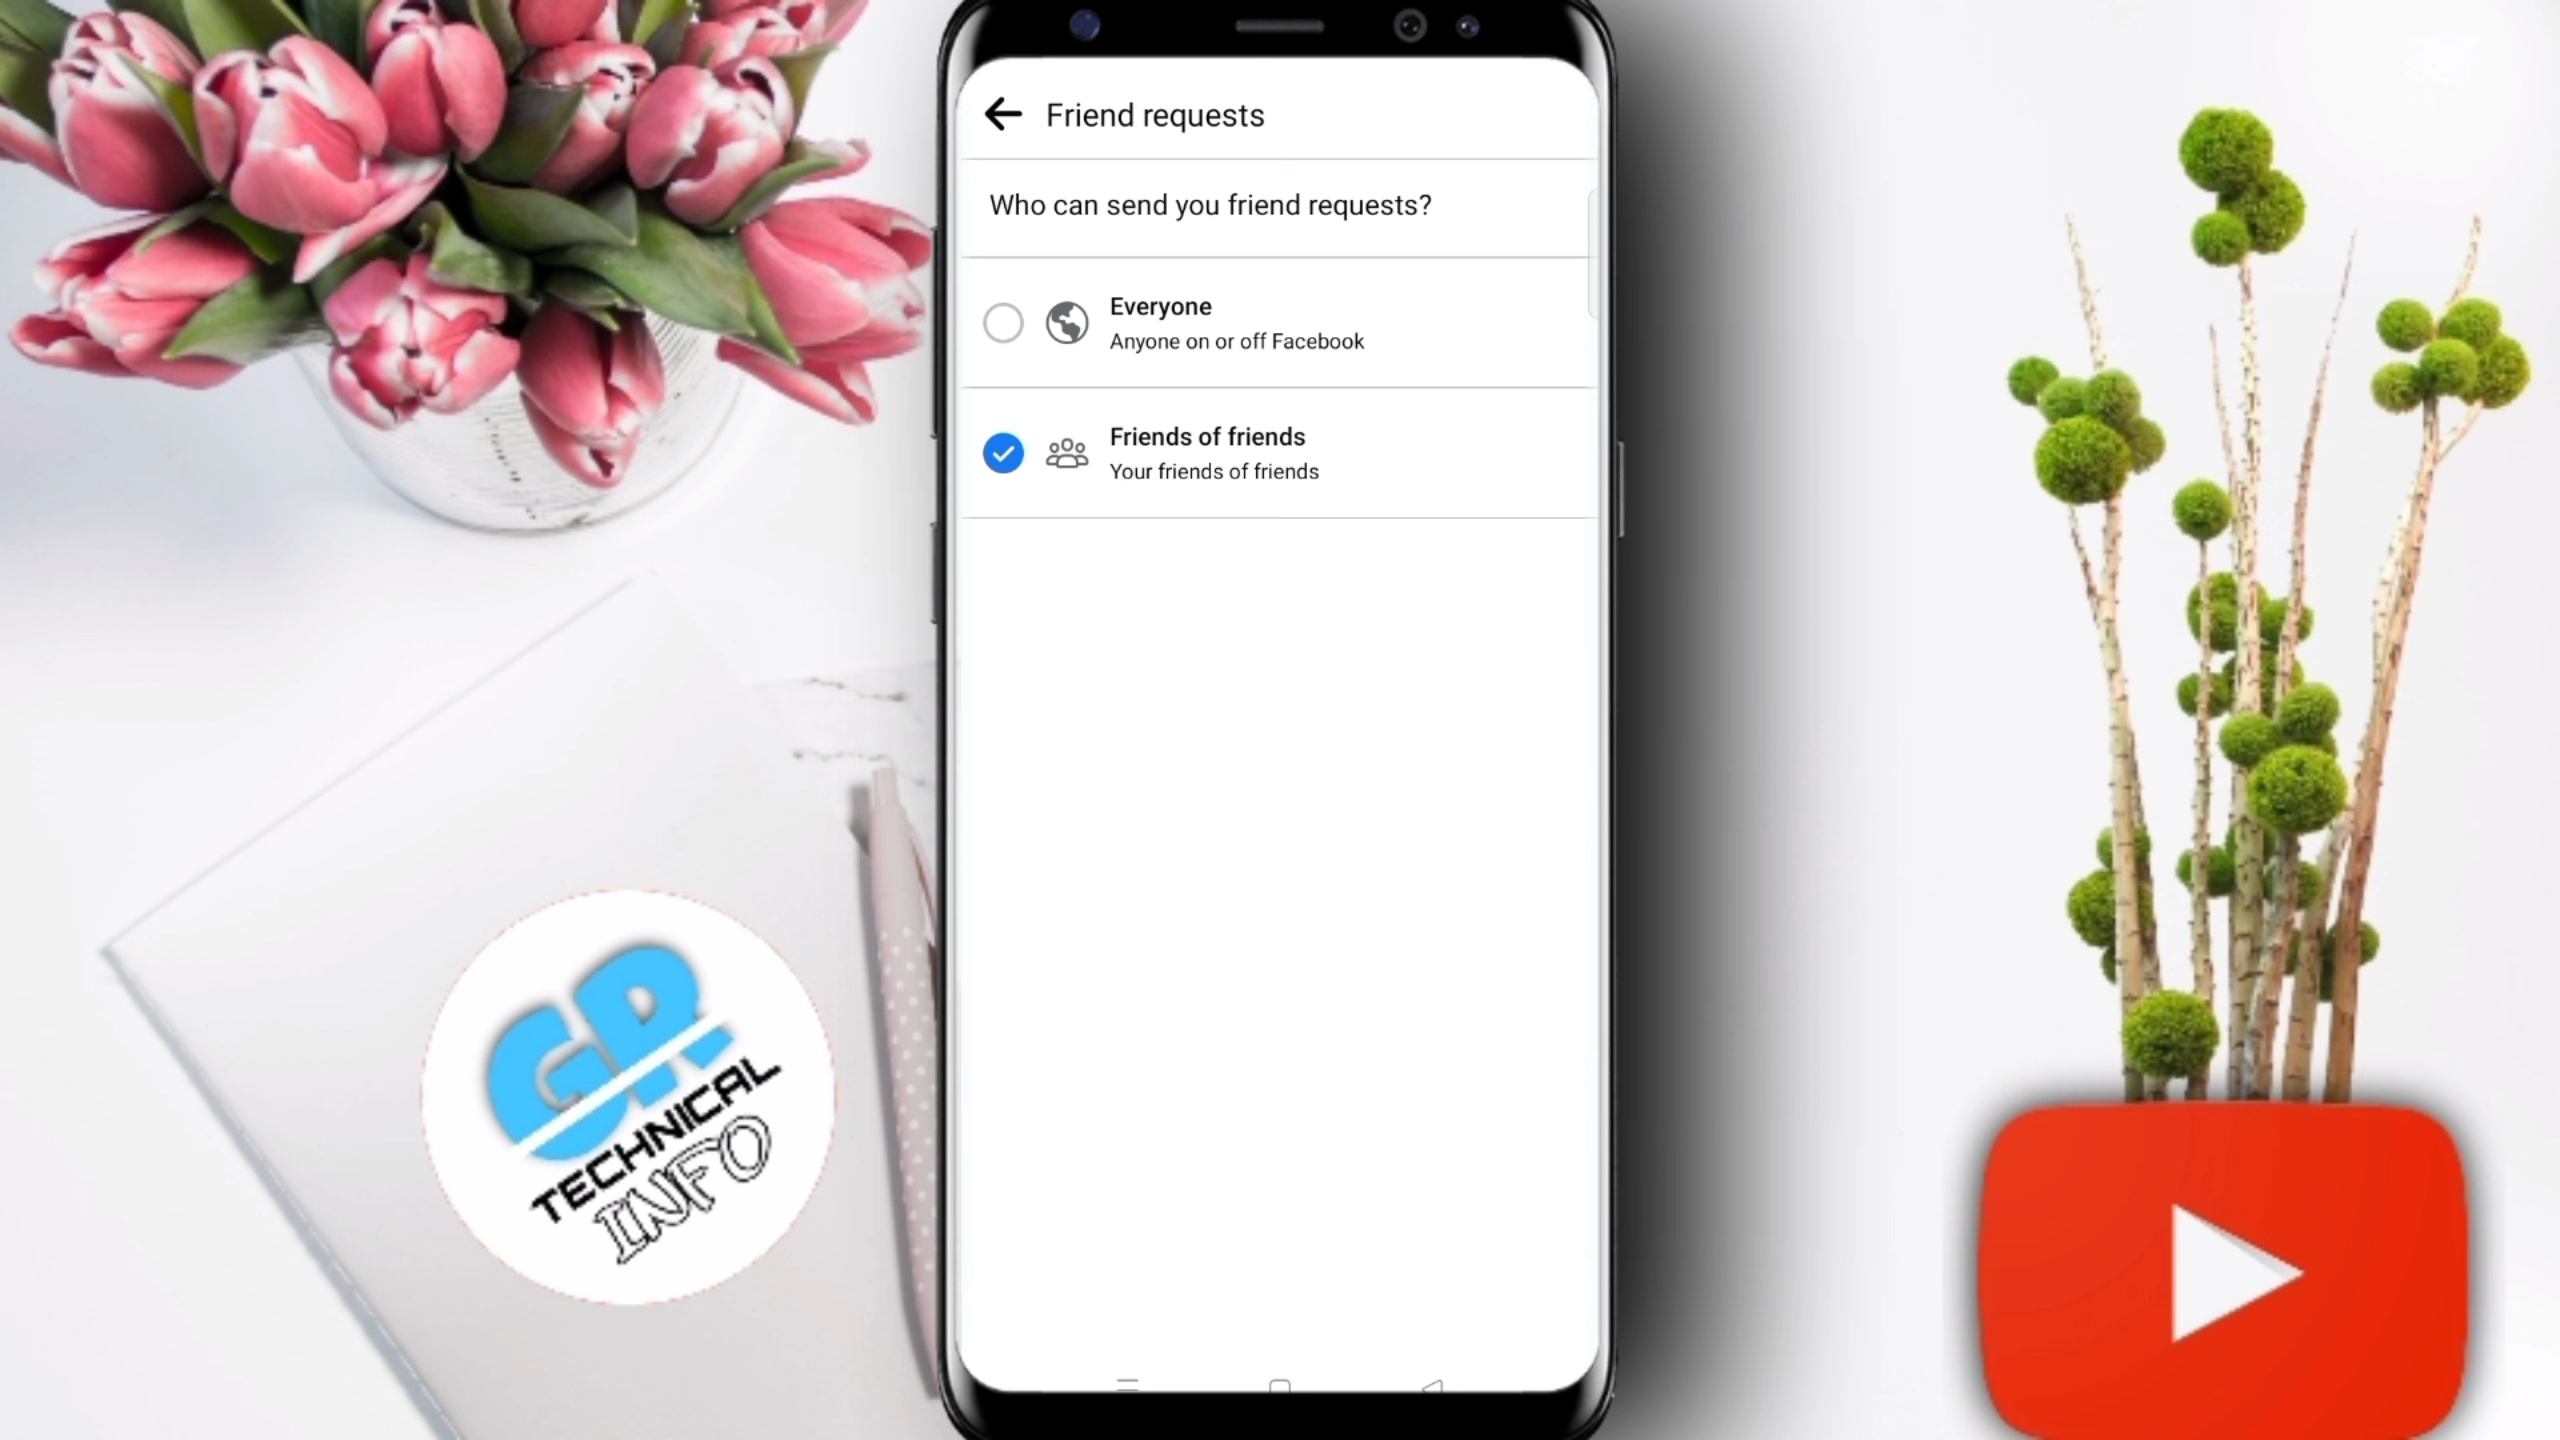 Friend requests
Who can send you friend requests?
Everyone
Anyone on or off Facebook
Friends of friends
Your friends of friends
GR
TECHNICAL
INFO